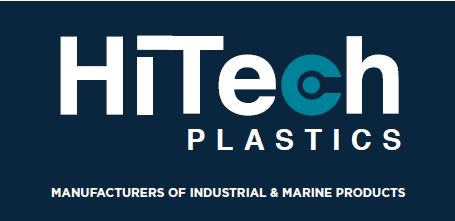 HiTech
PLASTICS
MANUFACTURERS OF INDUSTRIAL & MARINE PRODUCTS